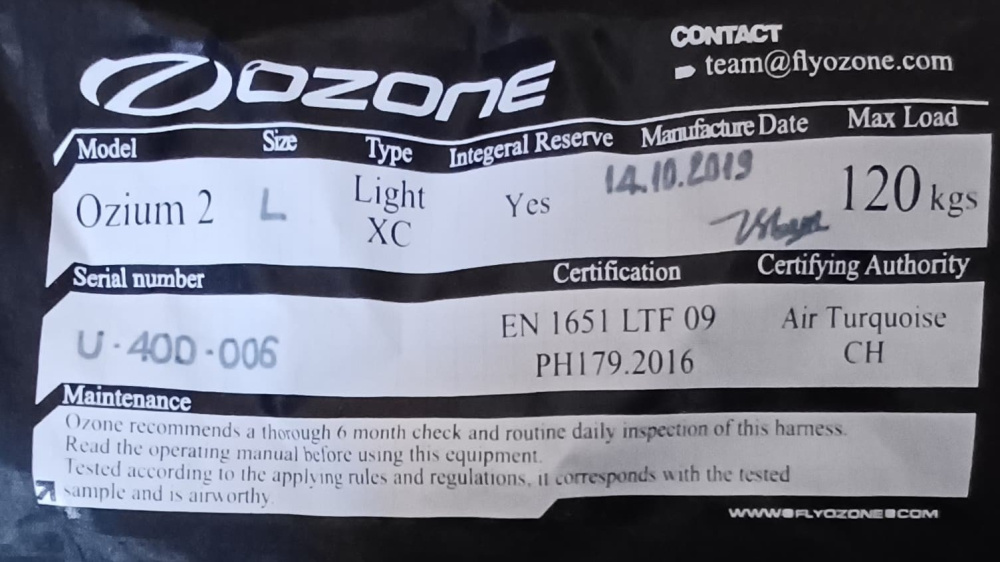 OZONE
CONTACT
team@flyozone.com
Model Size Type Integeral Reserve Manufacture Date Max Load
Ozium 2 L Light XC Yes 14.10.2019 120 kgs
Serial number Certification Certifying Authority
U-40D-006 EN 1651 LTF 09 Air Turquoise
PH179.2016 CH
Maintenance
Ozone recommends a thorough 6 month check and routine daily inspection of this harness.
Read the operating manual before using this equipment.
Tested according to the applying rules and regulations, it corresponds with the tested
sample and is airworthy.
WWW.FLYOZONE.COM